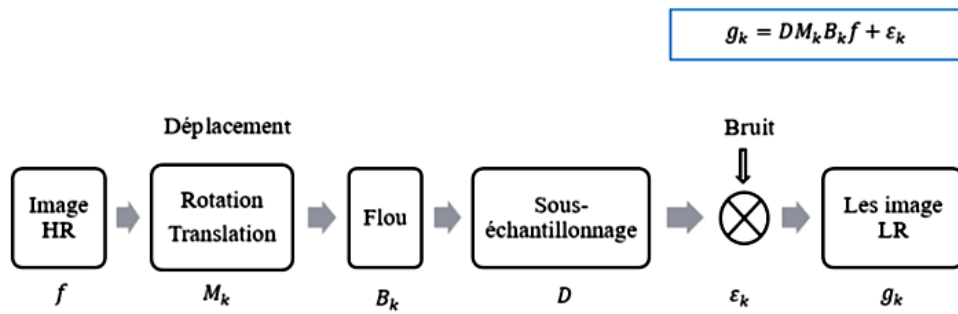 g_k = DM_kB_kf + ε_k
Déplacement
Bruit
Image
HR
Rotation
Translation
Flou
Sous-
échantillonnage
Les image
LR
f
M_k
B_k
D
ε_k
g_k